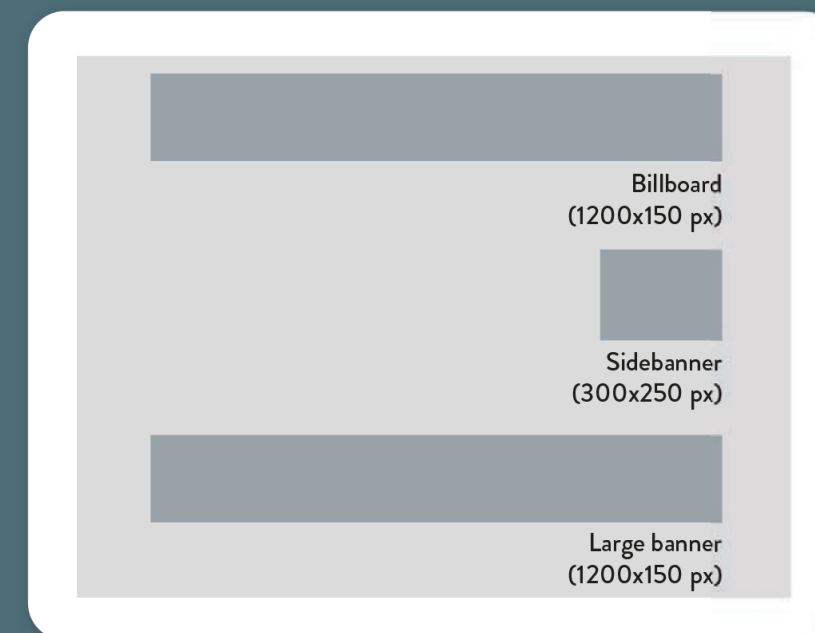 Billboard
(1200x150 px)
Sidebanner
(300x250 px)
Large banner
(1200x150 px)